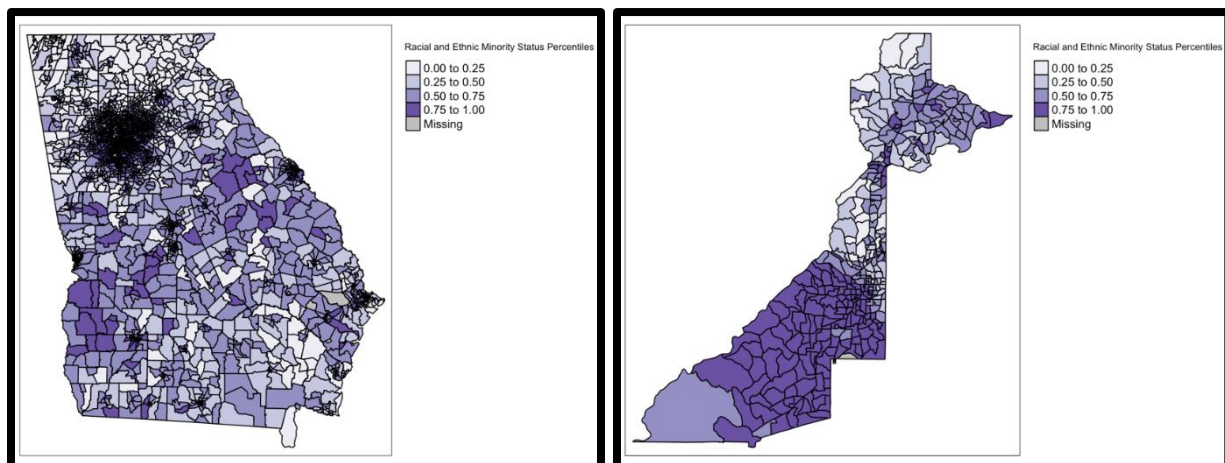 Racial and Ethnic Minority Status Percentiles
0.00 to 0.25
0.25 to 0.50
0.50 to 0.75
0.75 to 1.00
Missing
Racial and Ethnic Minority Status Percentiles
0.00 to 0.25
0.25 to 0.50
0.50 to 0.75
0.75 to 1.00
Missing